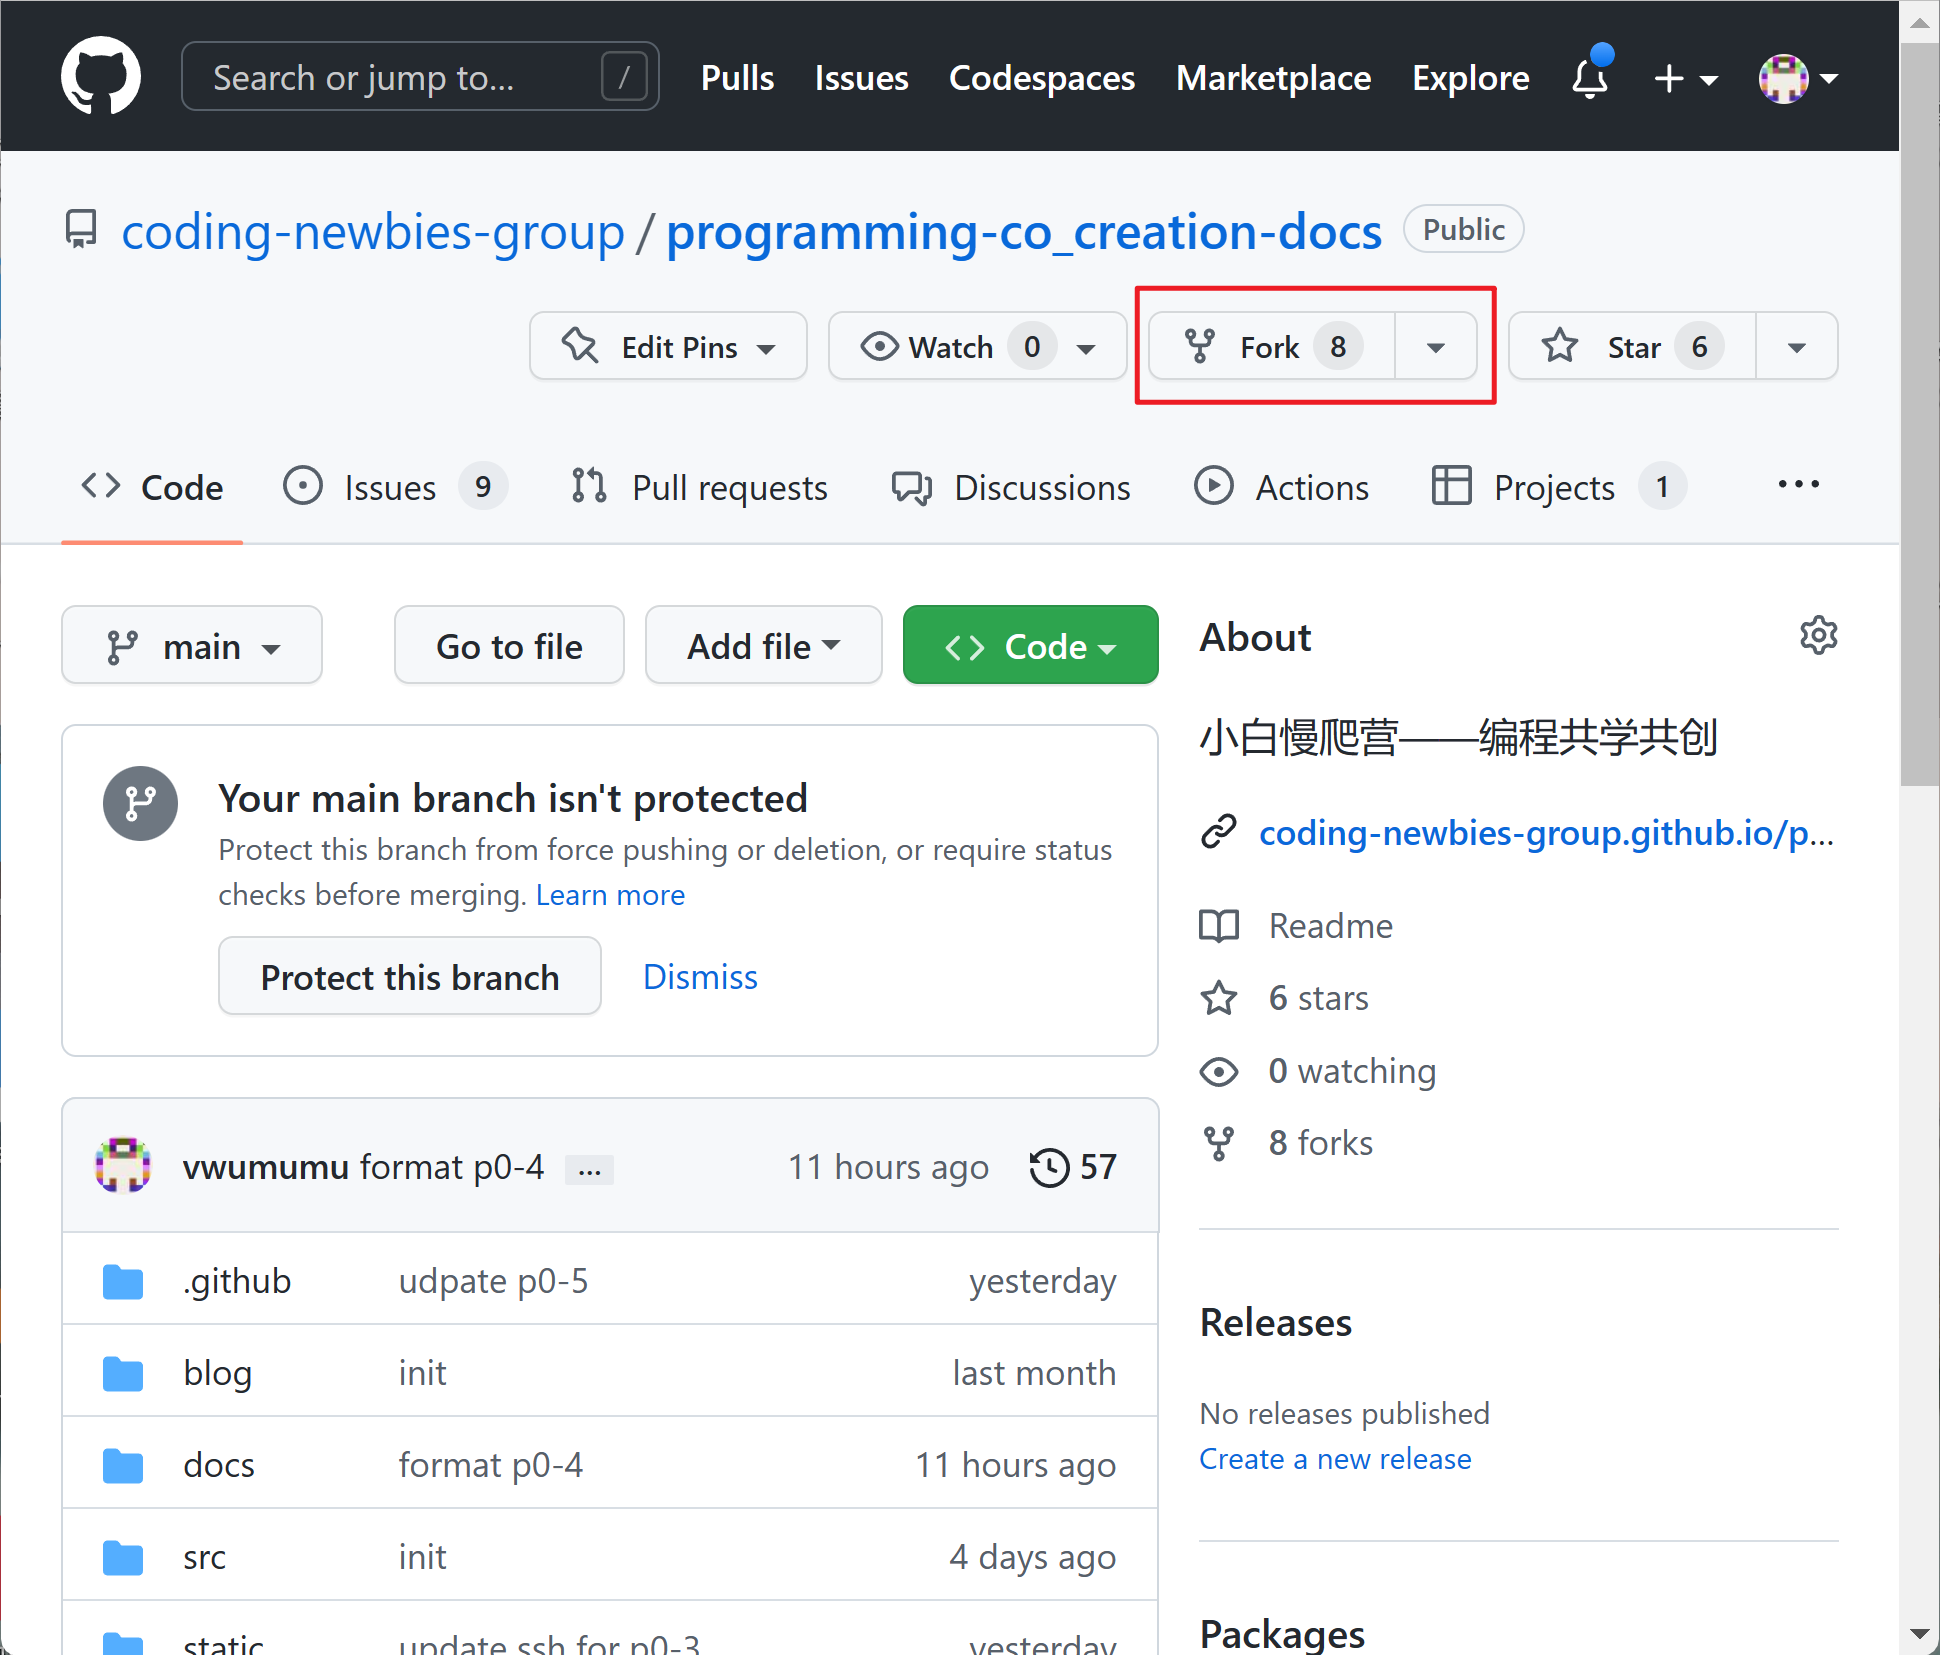 Search or jump to... / Pulls Issues Codespaces Marketplace Explore
coding-newbies-group / programming-co_creation-docs Public
Edit Pins Watch 0 Fork 8 Star 6
Code Issues 9 Pull requests Discussions Actions Projects 1 ...
main Go to file Add file Code
Your main branch isn't protected
Protect this branch from force pushing or deletion, or require status
checks before merging. Learn more
Protect this branch Dismiss
vwumumu format p0-4 ... 11 hours ago 57
.github udpate p0-5 yesterday
blog init last month
docs format p0-4 11 hours ago
src init 4 days ago
static update ssh for p0-3 yesterday
About
小白慢爬营——编程共学共创
coding-newbies-group.github.io/p...
Readme
6 stars
0 watching
8 forks
Releases
No releases published
Create a new release
Packages